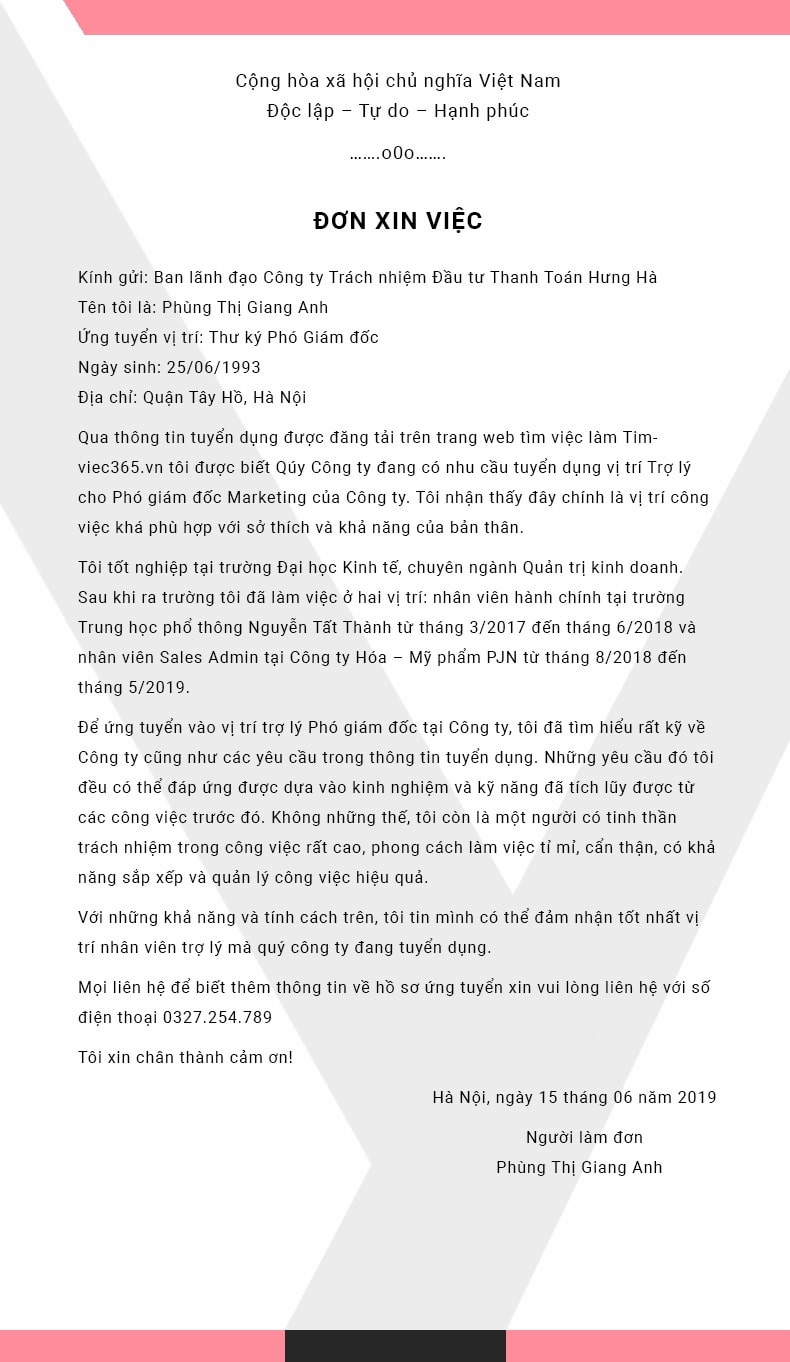 Cộng hòa xã hội chủ nghĩa Việt Nam
Độc lập – Tự do – Hạnh phúc
…….o0o…….
ĐƠN XIN VIỆC
Kính gửi: Ban lãnh đạo Công ty Trách nhiệm Đầu tư Thanh Toán Hưng Hà
Tên tôi là: Phùng Thị Giang Anh
Ứng tuyển vị trí: Thư ký Phó Giám đốc
Ngày sinh: 25/06/1993
Địa chỉ: Quận Tây Hồ, Hà Nội
Qua thông tin tuyển dụng được đăng tải trên trang web tìm việc làm Tim-
viec365.vn tôi được biết Qúy Công ty đang có nhu cầu tuyển dụng vị trí Trợ lý
cho Phó giám đốc Marketing của Công ty. Tôi nhận thấy đây chính là vị trí công
việc khá phù hợp với sở thích và khả năng của bản thân.
Tôi tốt nghiệp tại trường Đại học Kinh tế, chuyên ngành Quản trị kinh doanh.
Sau khi ra trường tôi đã làm việc ở hai vị trí: nhân viên hành chính tại trường
Trung học phổ thông Nguyễn Tất Thành từ tháng 3/2017 đến tháng 6/2018 và
nhân viên Sales Admin tại Công ty Hóa – Mỹ phẩm PJN từ tháng 8/2018 đến
tháng 5/2019.
Để ứng tuyển vào vị trí trợ lý Phó giám đốc tại Công ty, tôi đã tìm hiểu rất kỹ về
Công ty cũng như các yêu cầu trong thông tin tuyển dụng. Những yêu cầu đó tôi
đều có thể đáp ứng được dựa vào kinh nghiệm và kỹ năng đã tích lũy được từ
các công việc trước đó. Không những thế, tôi còn là một người có tinh thần
trách nhiệm trong công việc rất cao, phong cách làm việc tỉ mỉ, cẩn thận, có khả
năng sắp xếp và quản lý công việc hiệu quả.
Với những khả năng và tính cách trên, tôi tin mình có thể đảm nhận tốt nhất vị
trí nhân viên trợ lý mà quý công ty đang tuyển dụng.
Mọi liên hệ để biết thêm thông tin về hồ sơ ứng tuyển xin vui lòng liên hệ với số
điện thoại 0327.254.789
Tôi xin chân thành cảm ơn!
Hà Nội, ngày 15 tháng 06 năm 2019
Người làm đơn
Phùng Thị Giang Anh